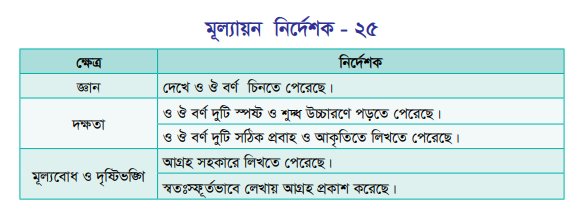 মূল্যায়ন নির্দেশক - ২৫
ক্ষেত্র নির্দেশক
জ্ঞান দেখে ও ঔ বর্ণ চিনতে পেরেছে।
দক্ষতা ও ঔ বর্ণ দুটি স্পষ্ট ও শুদ্ধ উচ্চারণে পড়তে পেরেছে।
ও ঔ বর্ণ দুটি সঠিক প্রবাহ ও আকৃতিতে লিখতে পেরেছে।
মূল্যবোধ ও দৃষ্টিভঙ্গি আগ্রহ সহকারে লিখতে পেরেছে।
স্বতঃস্ফূর্তভাবে লেখায় আগ্রহ প্রকাশ করেছে।